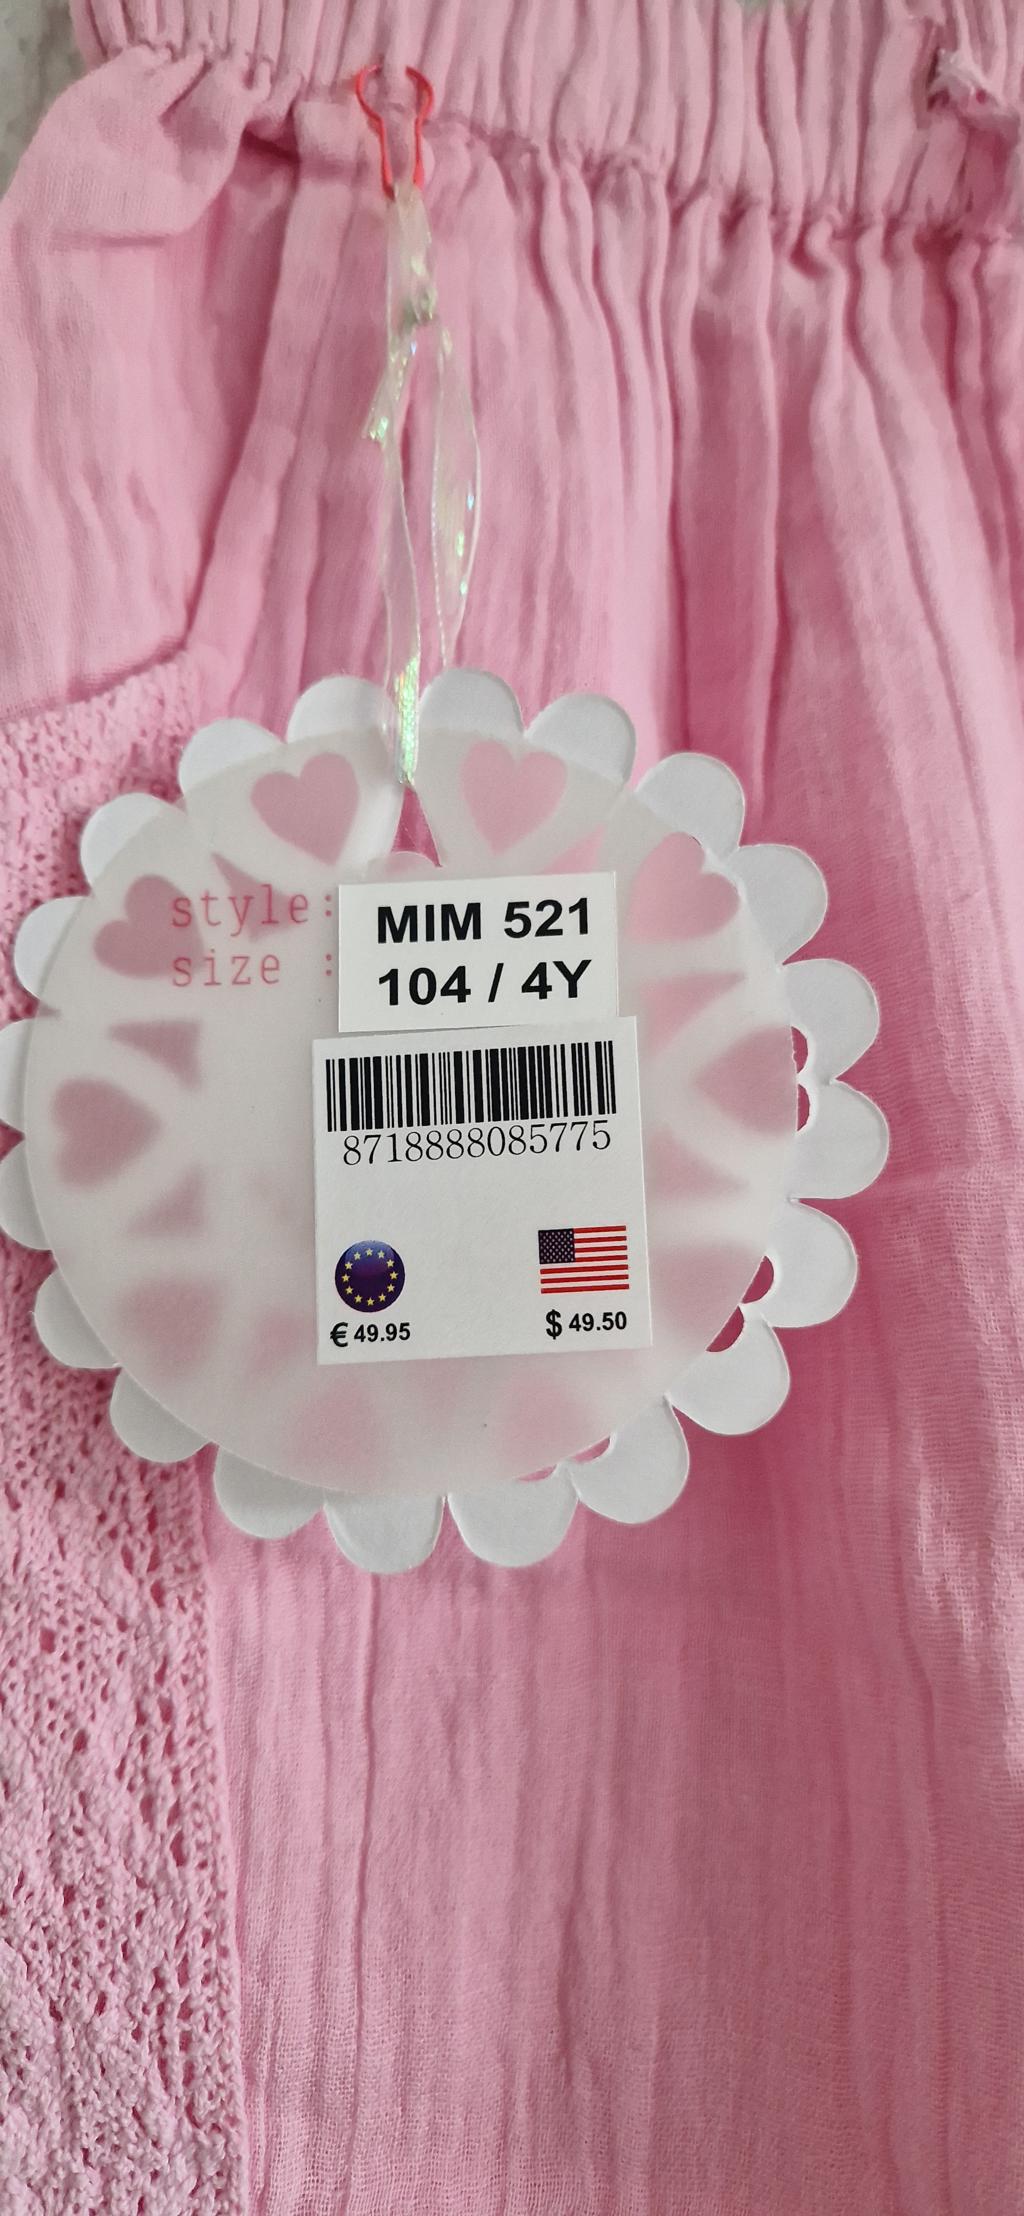 style: MIM 521
size : 104 / 4Y
8718888085775
€ 49.95 $ 49.50